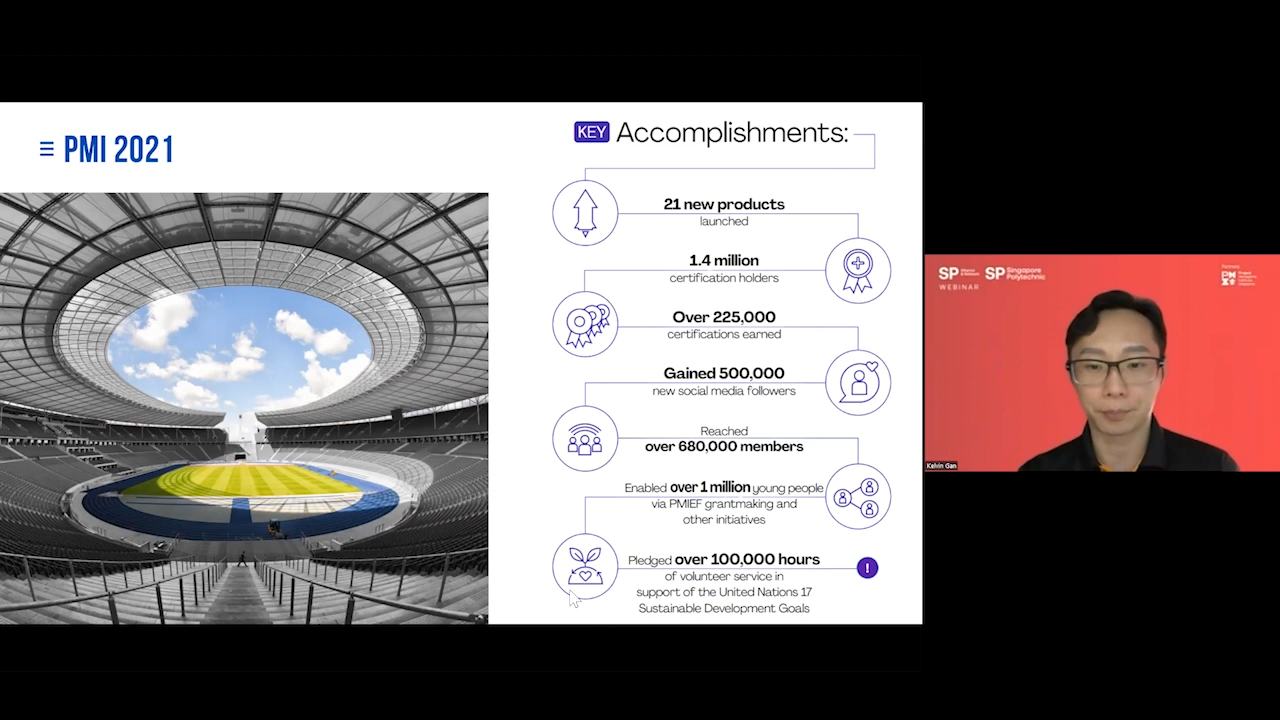 PMI 2021
KEY Accomplishments:
21 new products
launched
1.4 million
certification holders
Over 225,000
certifications earned
Gained 500,000
new social media followers
Reached
over 680,000 members
Enabled over 1 million young people
via PMIEF grantmaking and
other initiatives
Pledged over 100,000 hours
of volunteer service in
support of the United Nations 17
Sustainable Development Goals
!
SP
SP Singapore
Polytechnic
WEBINAR
Partners
Kelvin Gan